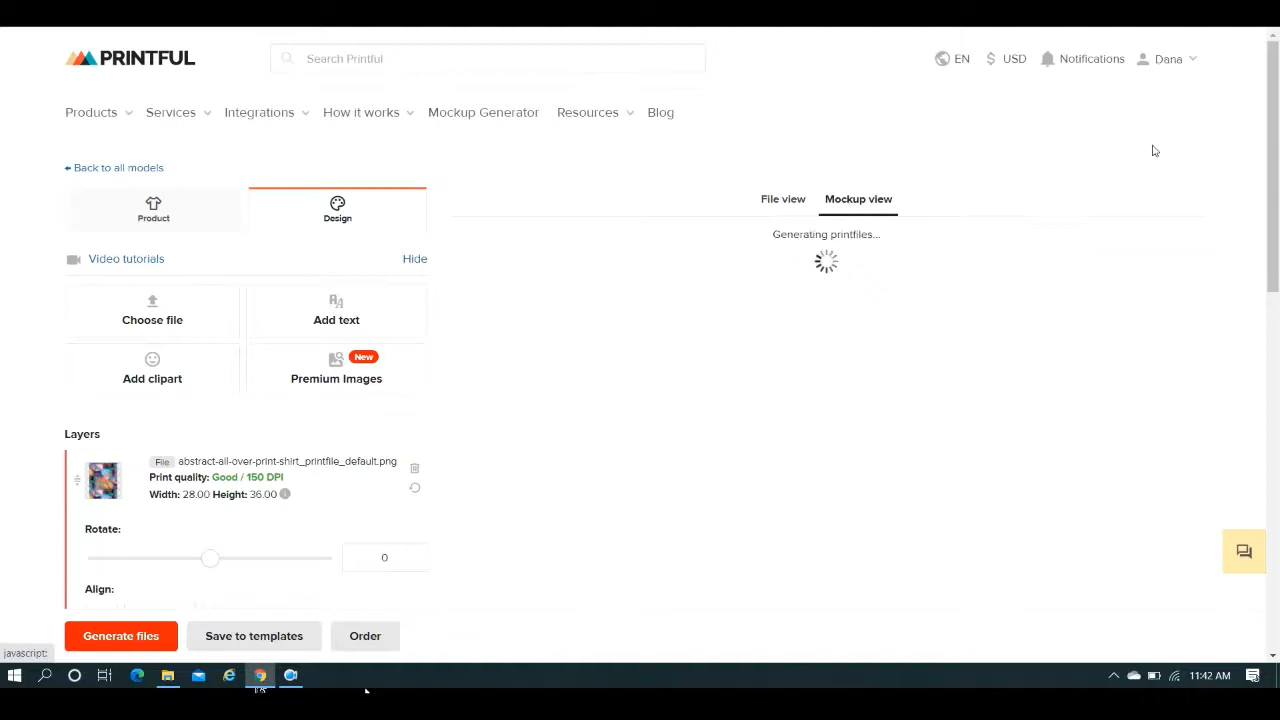 PRINTFUL
Search Printful
EN
USD
Notifications
Dana
Products
Services
Integrations
How it works
Mockup Generator
Resources
Blog
Back to all models
Product
Design
File view
Mockup view
Generating printfiles...
Video tutorials
Hide
Choose file
Add text
Add clipart
New
Premium Images
Layers
File abstract-all-over-print-shirt_printfile_default.png
Print quality: Good / 150 DPI
Width: 28.00 Height: 36.00
Rotate:
0
Align:
Generate files
Save to templates
Order
javascript:
11:42 AM